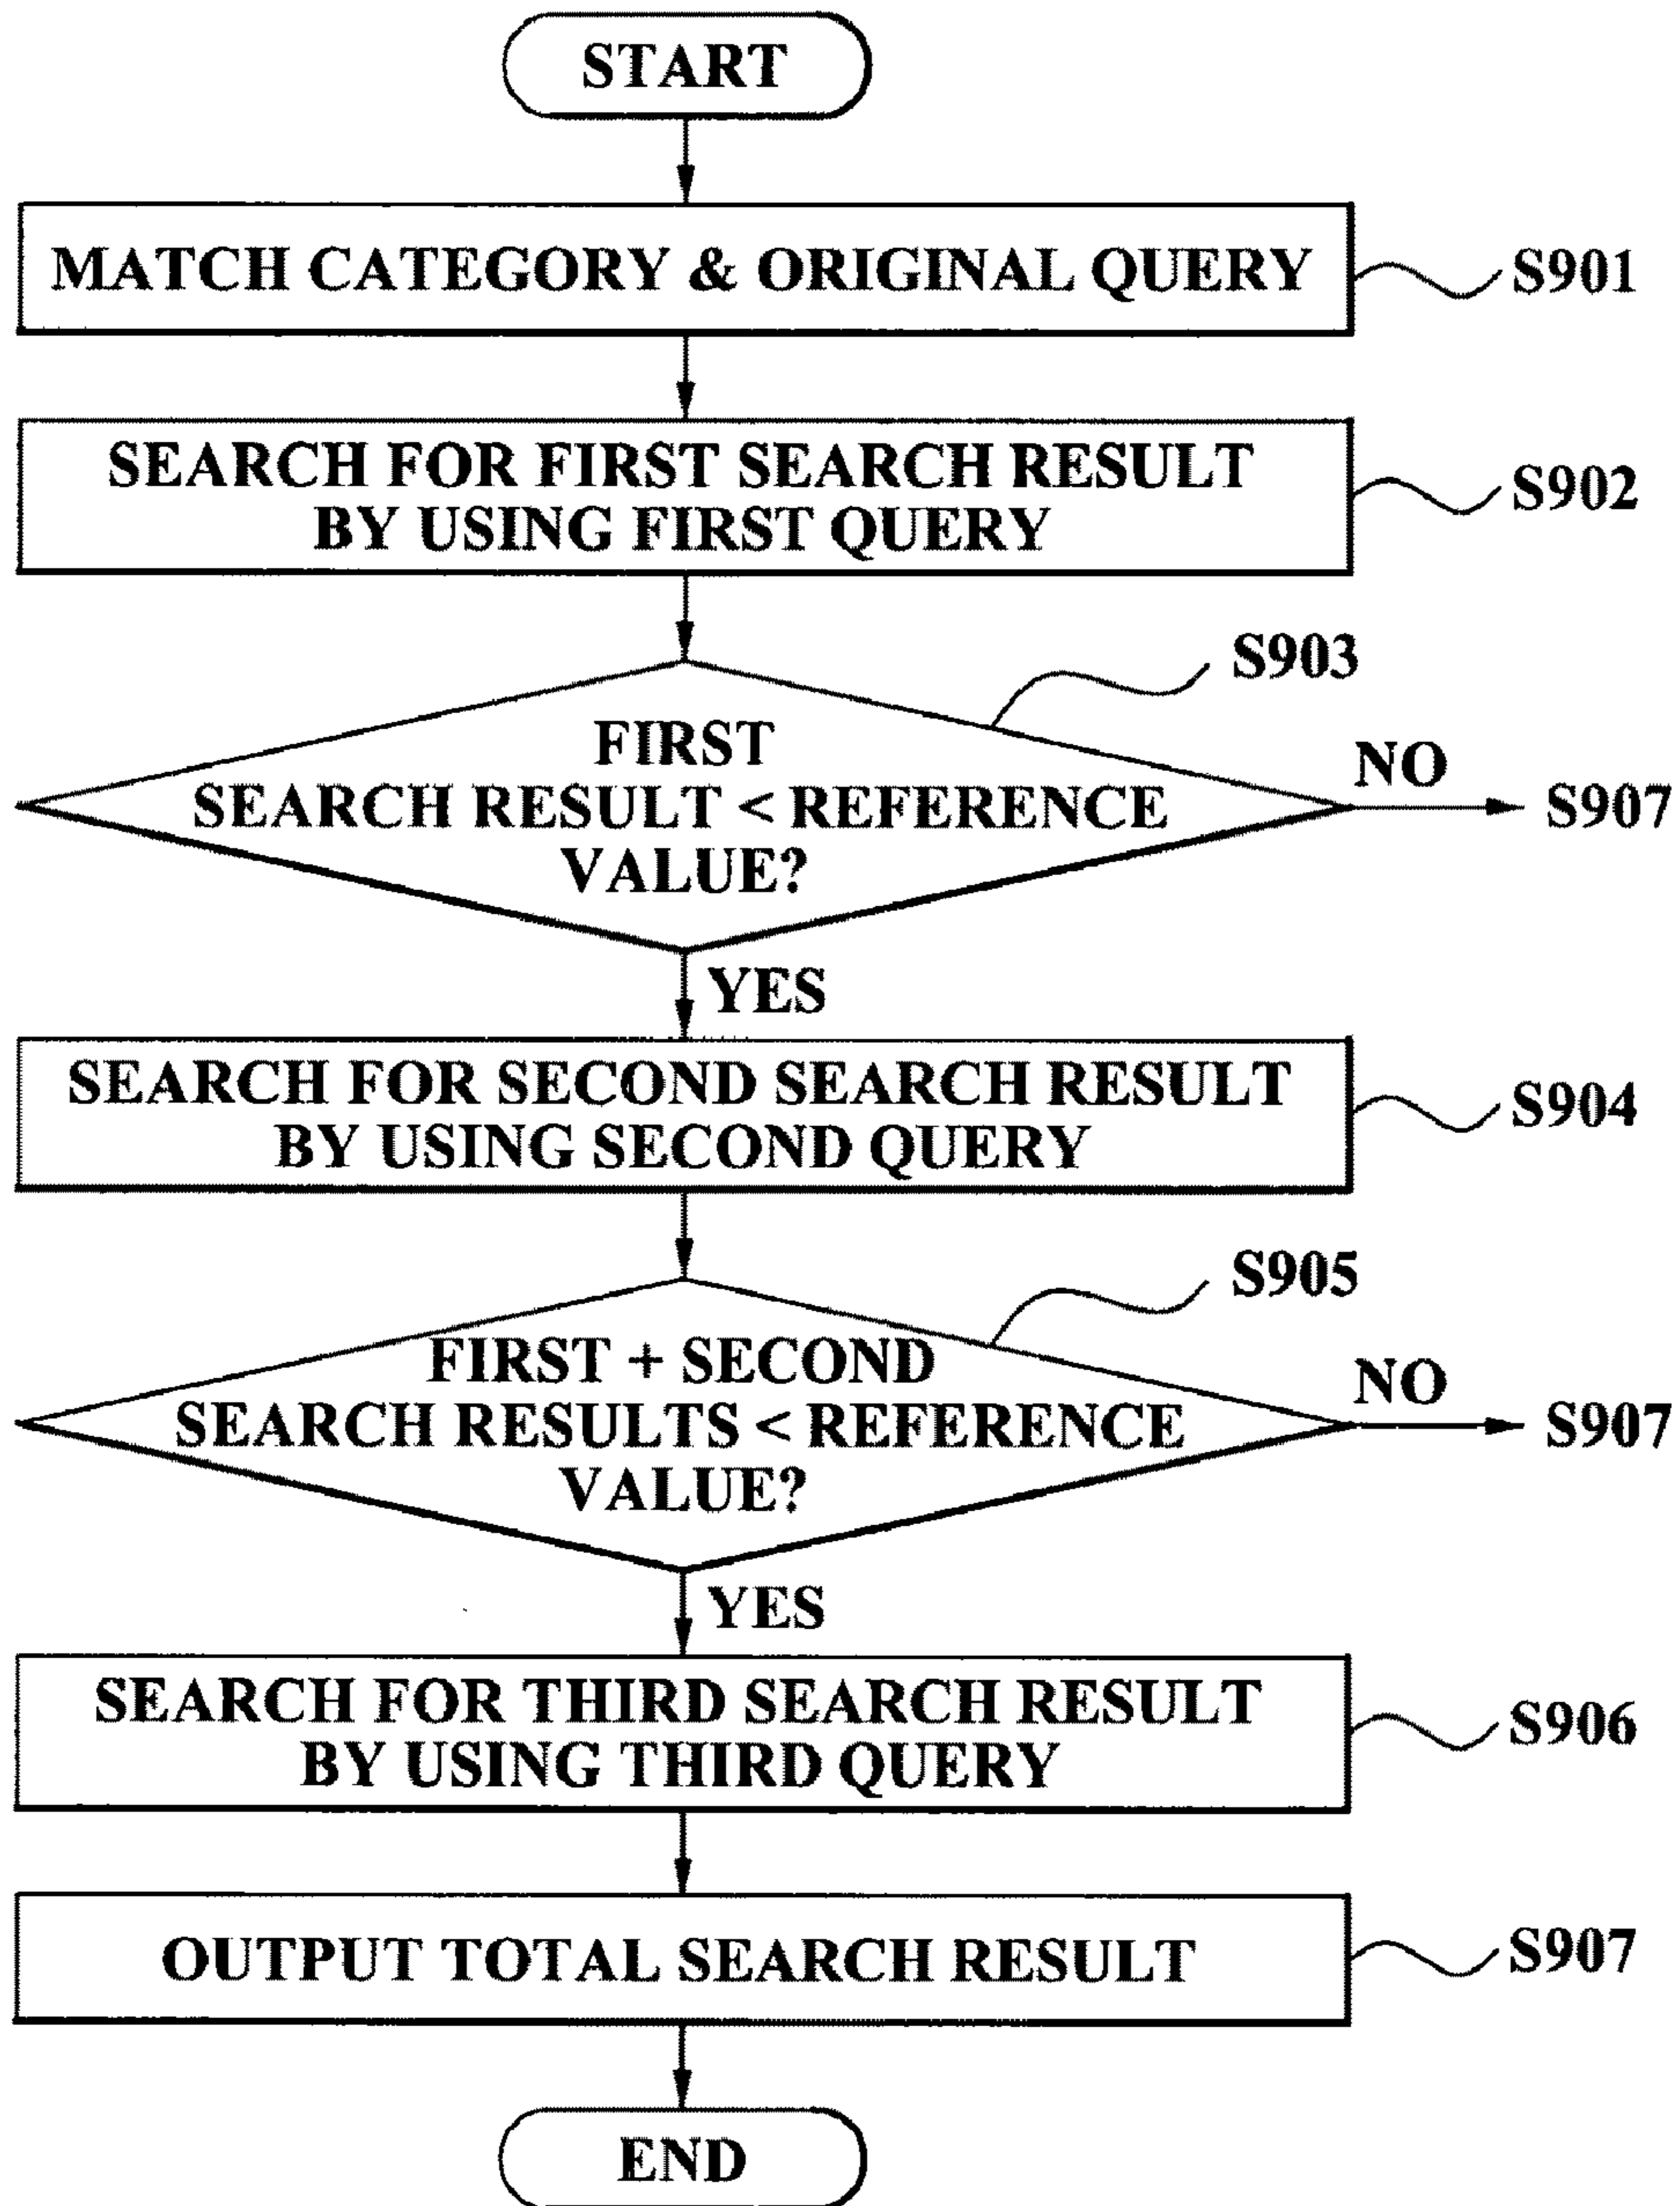 START
MATCH CATEGORY & ORIGINAL QUERY
S901
SEARCH FOR FIRST SEARCH RESULT
BY USING FIRST QUERY
S902
S903
FIRST
SEARCH RESULT < REFERENCE
VALUE?
NO
S907
YES
SEARCH FOR SECOND SEARCH RESULT
BY USING SECOND QUERY
S904
S905
FIRST + SECOND
SEARCH RESULTS < REFERENCE
VALUE?
NO
S907
YES
SEARCH FOR THIRD SEARCH RESULT
BY USING THIRD QUERY
S906
OUTPUT TOTAL SEARCH RESULT
S907
END